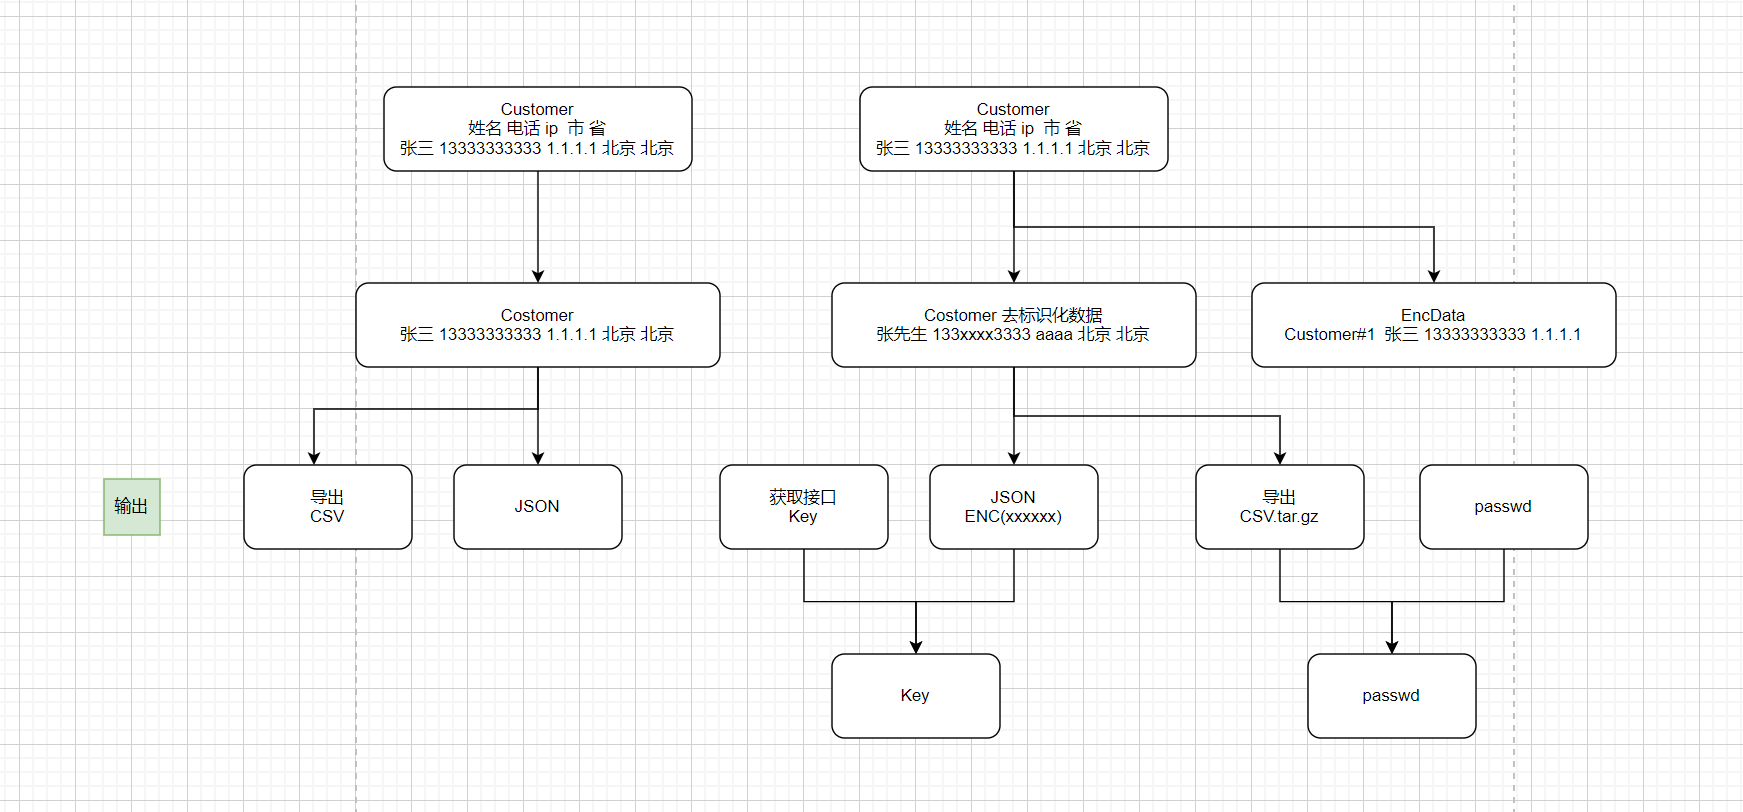 Customer
姓名 电话 ip 市 省
张三 13333333333 1.1.1.1 北京 北京
Customer
姓名 电话 ip 市 省
张三 13333333333 1.1.1.1 北京 北京
Costomer
张三 13333333333 1.1.1.1 北京 北京
Costomer 去标识化数据
张先生 133xxxx3333 aaaa 北京 北京
EncData
Customer#1 张三 13333333333 1.1.1.1
输出
导出
CSV
JSON
获取接口
Key
JSON
ENC(xxxxxx)
导出
CSV.tar.gz
passwd
Key
passwd